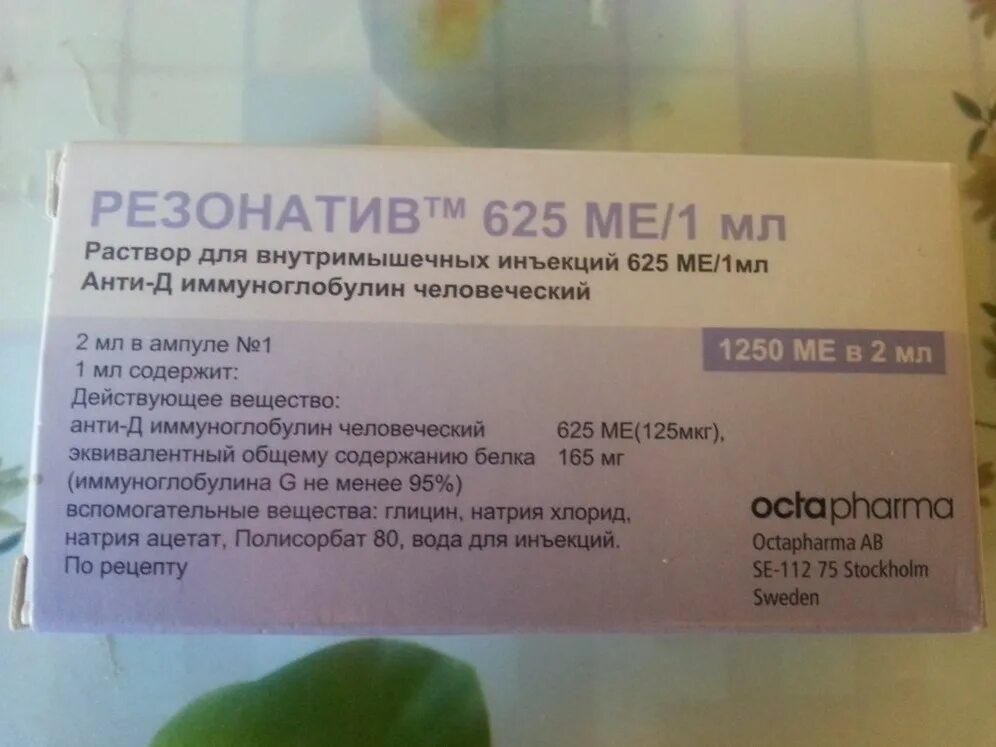 РЕЗОНАТИВ™ 625 МЕ/1 мл
Раствор для внутримышечных инъекций 625 МЕ/1мл
Анти-Д иммуноглобулин человеческий
1250 МЕ в 2 мл
2 мл в ампуле №1
1 мл содержит:
Действующее вещество:
анти-Д иммуноглобулин человеческий 625 МЕ(125мкг),
эквивалентный общему содержанию белка 165 мг
(иммуноглобулина G не менее 95%)
вспомогательные вещества: глицин, натрия хлорид,
натрия ацетат, Полисорбат 80, вода для инъекций.
По рецепту
octapharma
Octapharma AB
SE-112 75 Stockholm
Sweden